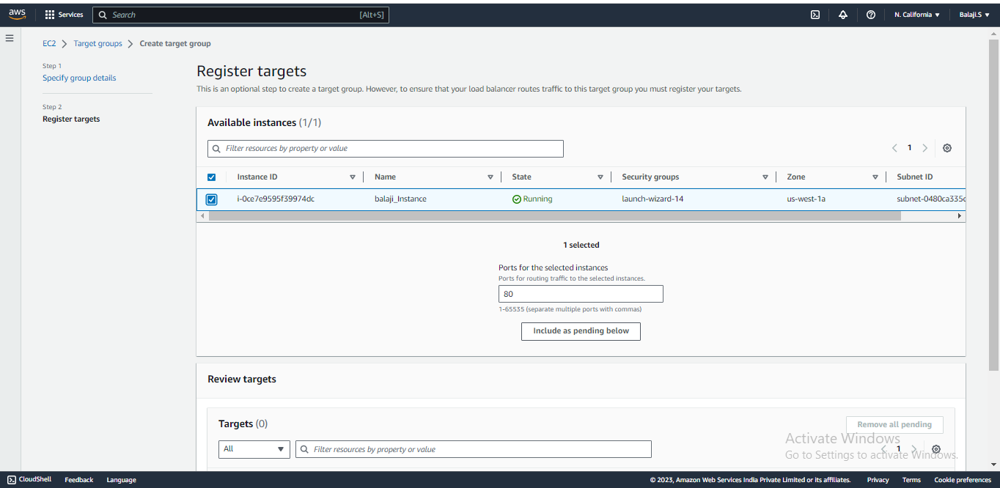 aws Services Search [Alt+S] N. California Balaji.S
EC2 Target groups Create target group
Step 1
Specify group details
Step 2
Register targets
Register targets
This is an optional step to create a target group. However, to ensure that your load balancer routes traffic to this target group you must register your targets.
Available instances (1/1)
Filter resources by property or value
1
Instance ID Name State Security groups Zone Subnet ID
i-0ce7e9595f39974dc balaji_Instance Running launch-wizard-14 us-west-1a subnet-0480ca335c
1 selected
Ports for the selected instances
Ports for routing traffic to the selected instances.
80
1-65535 (separate multiple ports with commas)
Include as pending below
Review targets
Targets (0)
Remove all pending
All Filter resources by property or value 1
Activate Windows
Go to Settings to activate Windows.
CloudShell Feedback Language © 2023, Amazon Web Services India Private Limited or its affiliates. Privacy Terms Cookie preferences